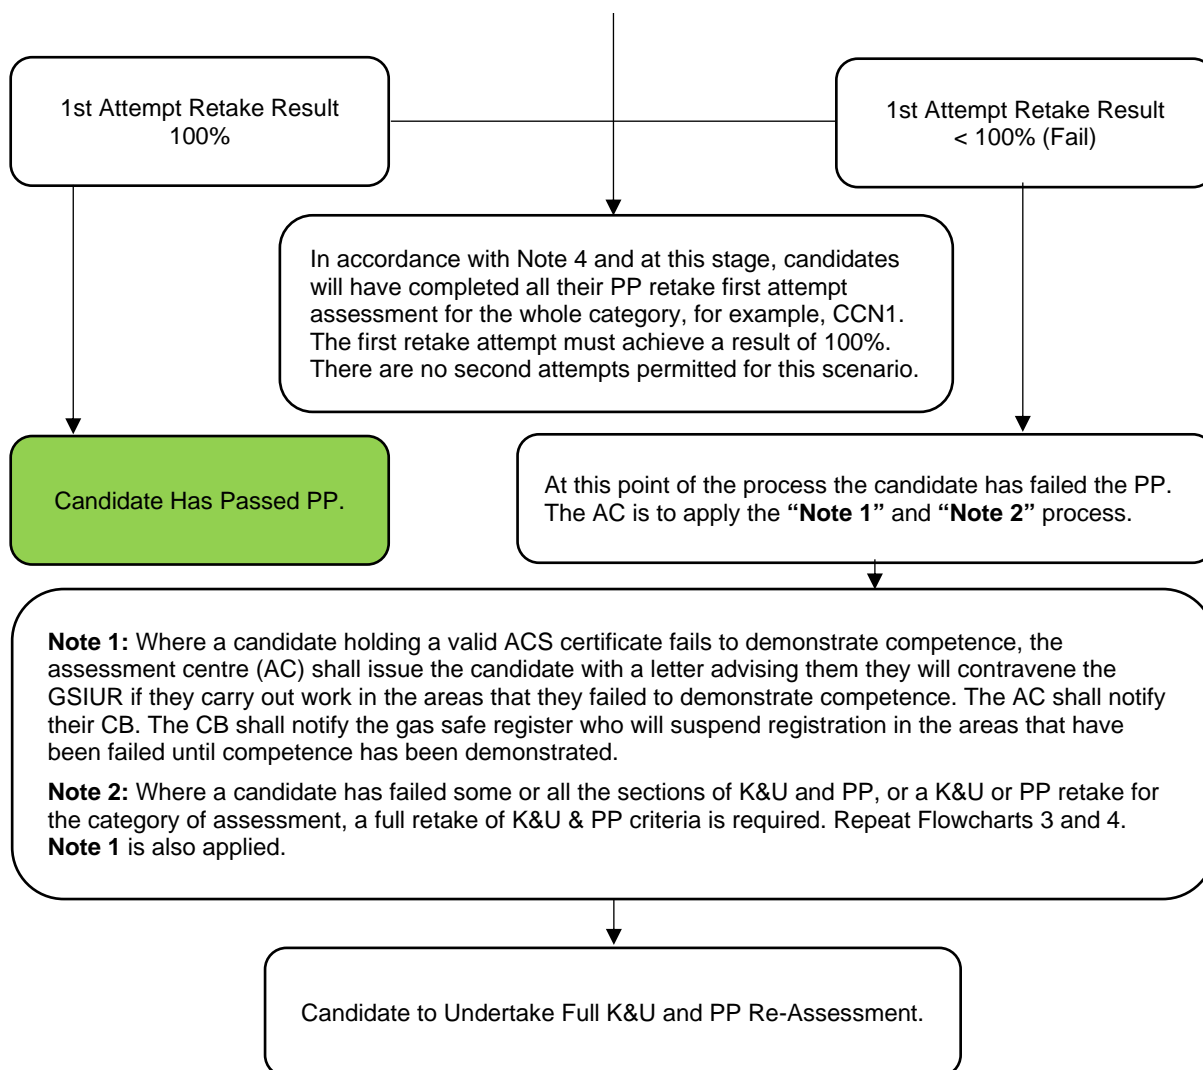 1st Attempt Retake Result
100%
1st Attempt Retake Result
< 100% (Fail)
In accordance with Note 4 and at this stage, candidates
will have completed all their PP retake first attempt
assessment for the whole category, for example, CCN1.
The first retake attempt must achieve a result of 100%.
There are no second attempts permitted for this scenario.
Candidate Has Passed PP.
At this point of the process the candidate has failed the PP.
The AC is to apply the “Note 1” and “Note 2” process.
Note 1: Where a candidate holding a valid ACS certificate fails to demonstrate competence, the
assessment centre (AC) shall issue the candidate with a letter advising them they will contravene the
GSIUR if they carry out work in the areas that they failed to demonstrate competence. The AC shall notify
their CB. The CB shall notify the gas safe register who will suspend registration in the areas that have
been failed until competence has been demonstrated.
Note 2: Where a candidate has failed some or all the sections of K&U and PP, or a K&U or PP retake for
the category of assessment, a full retake of K&U & PP criteria is required. Repeat Flowcharts 3 and 4.
Note 1 is also applied.
Candidate to Undertake Full K&U and PP Re-Assessment.